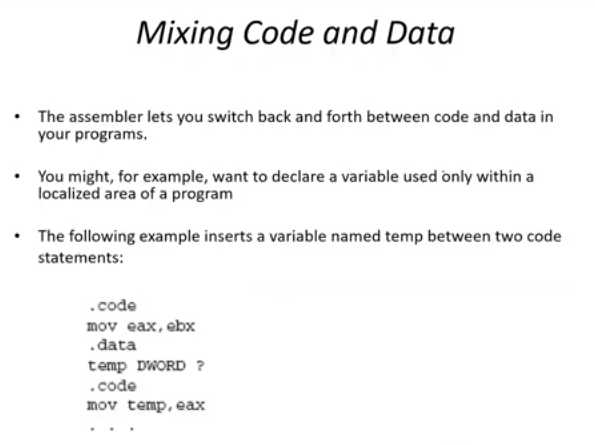 Mixing Code and Data
• The assembler lets you switch back and forth between code and data in
your programs.
• You might, for example, want to declare a variable used only within a
localized area of a program
• The following example inserts a variable named temp between two code
statements:
.code
mov eax,ebx
.data
temp DWORD ?
.code
mov temp,eax
. . .